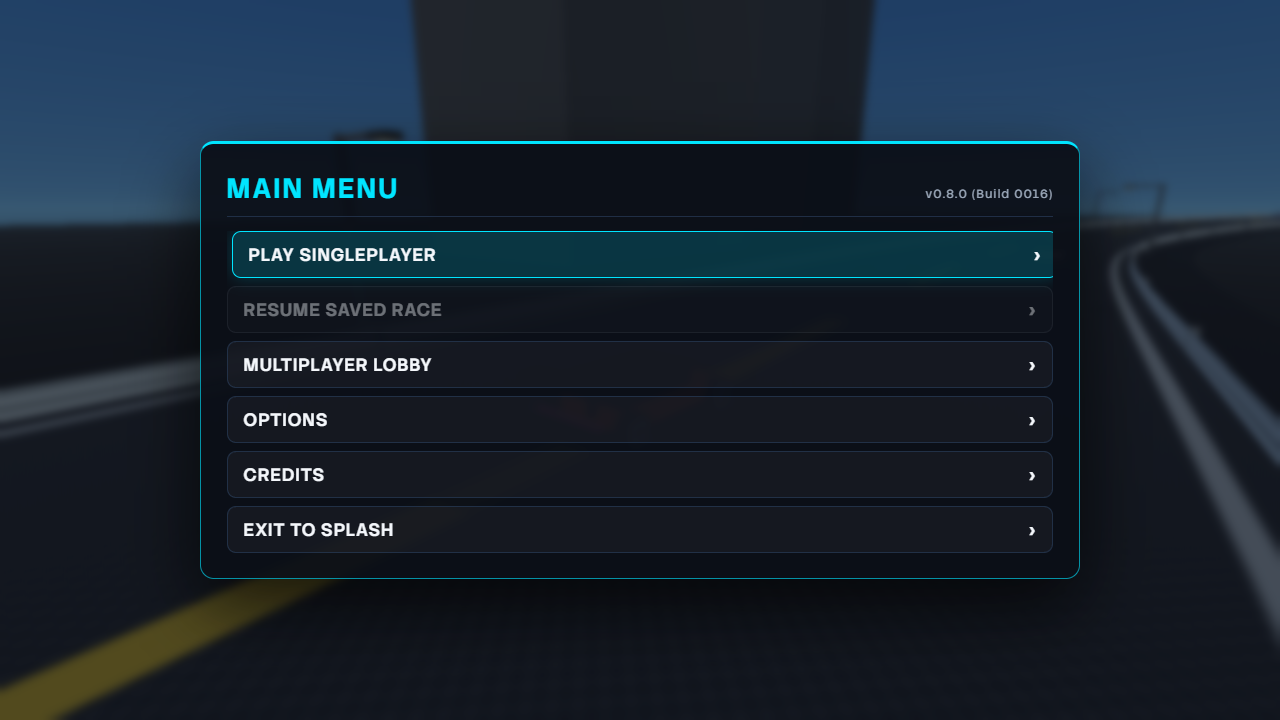 MAIN MENU
v0.8.0 (Build 0016)
PLAY SINGLEPLAYER ›
RESUME SAVED RACE ›
MULTIPLAYER LOBBY ›
OPTIONS ›
CREDITS ›
EXIT TO SPLASH ›